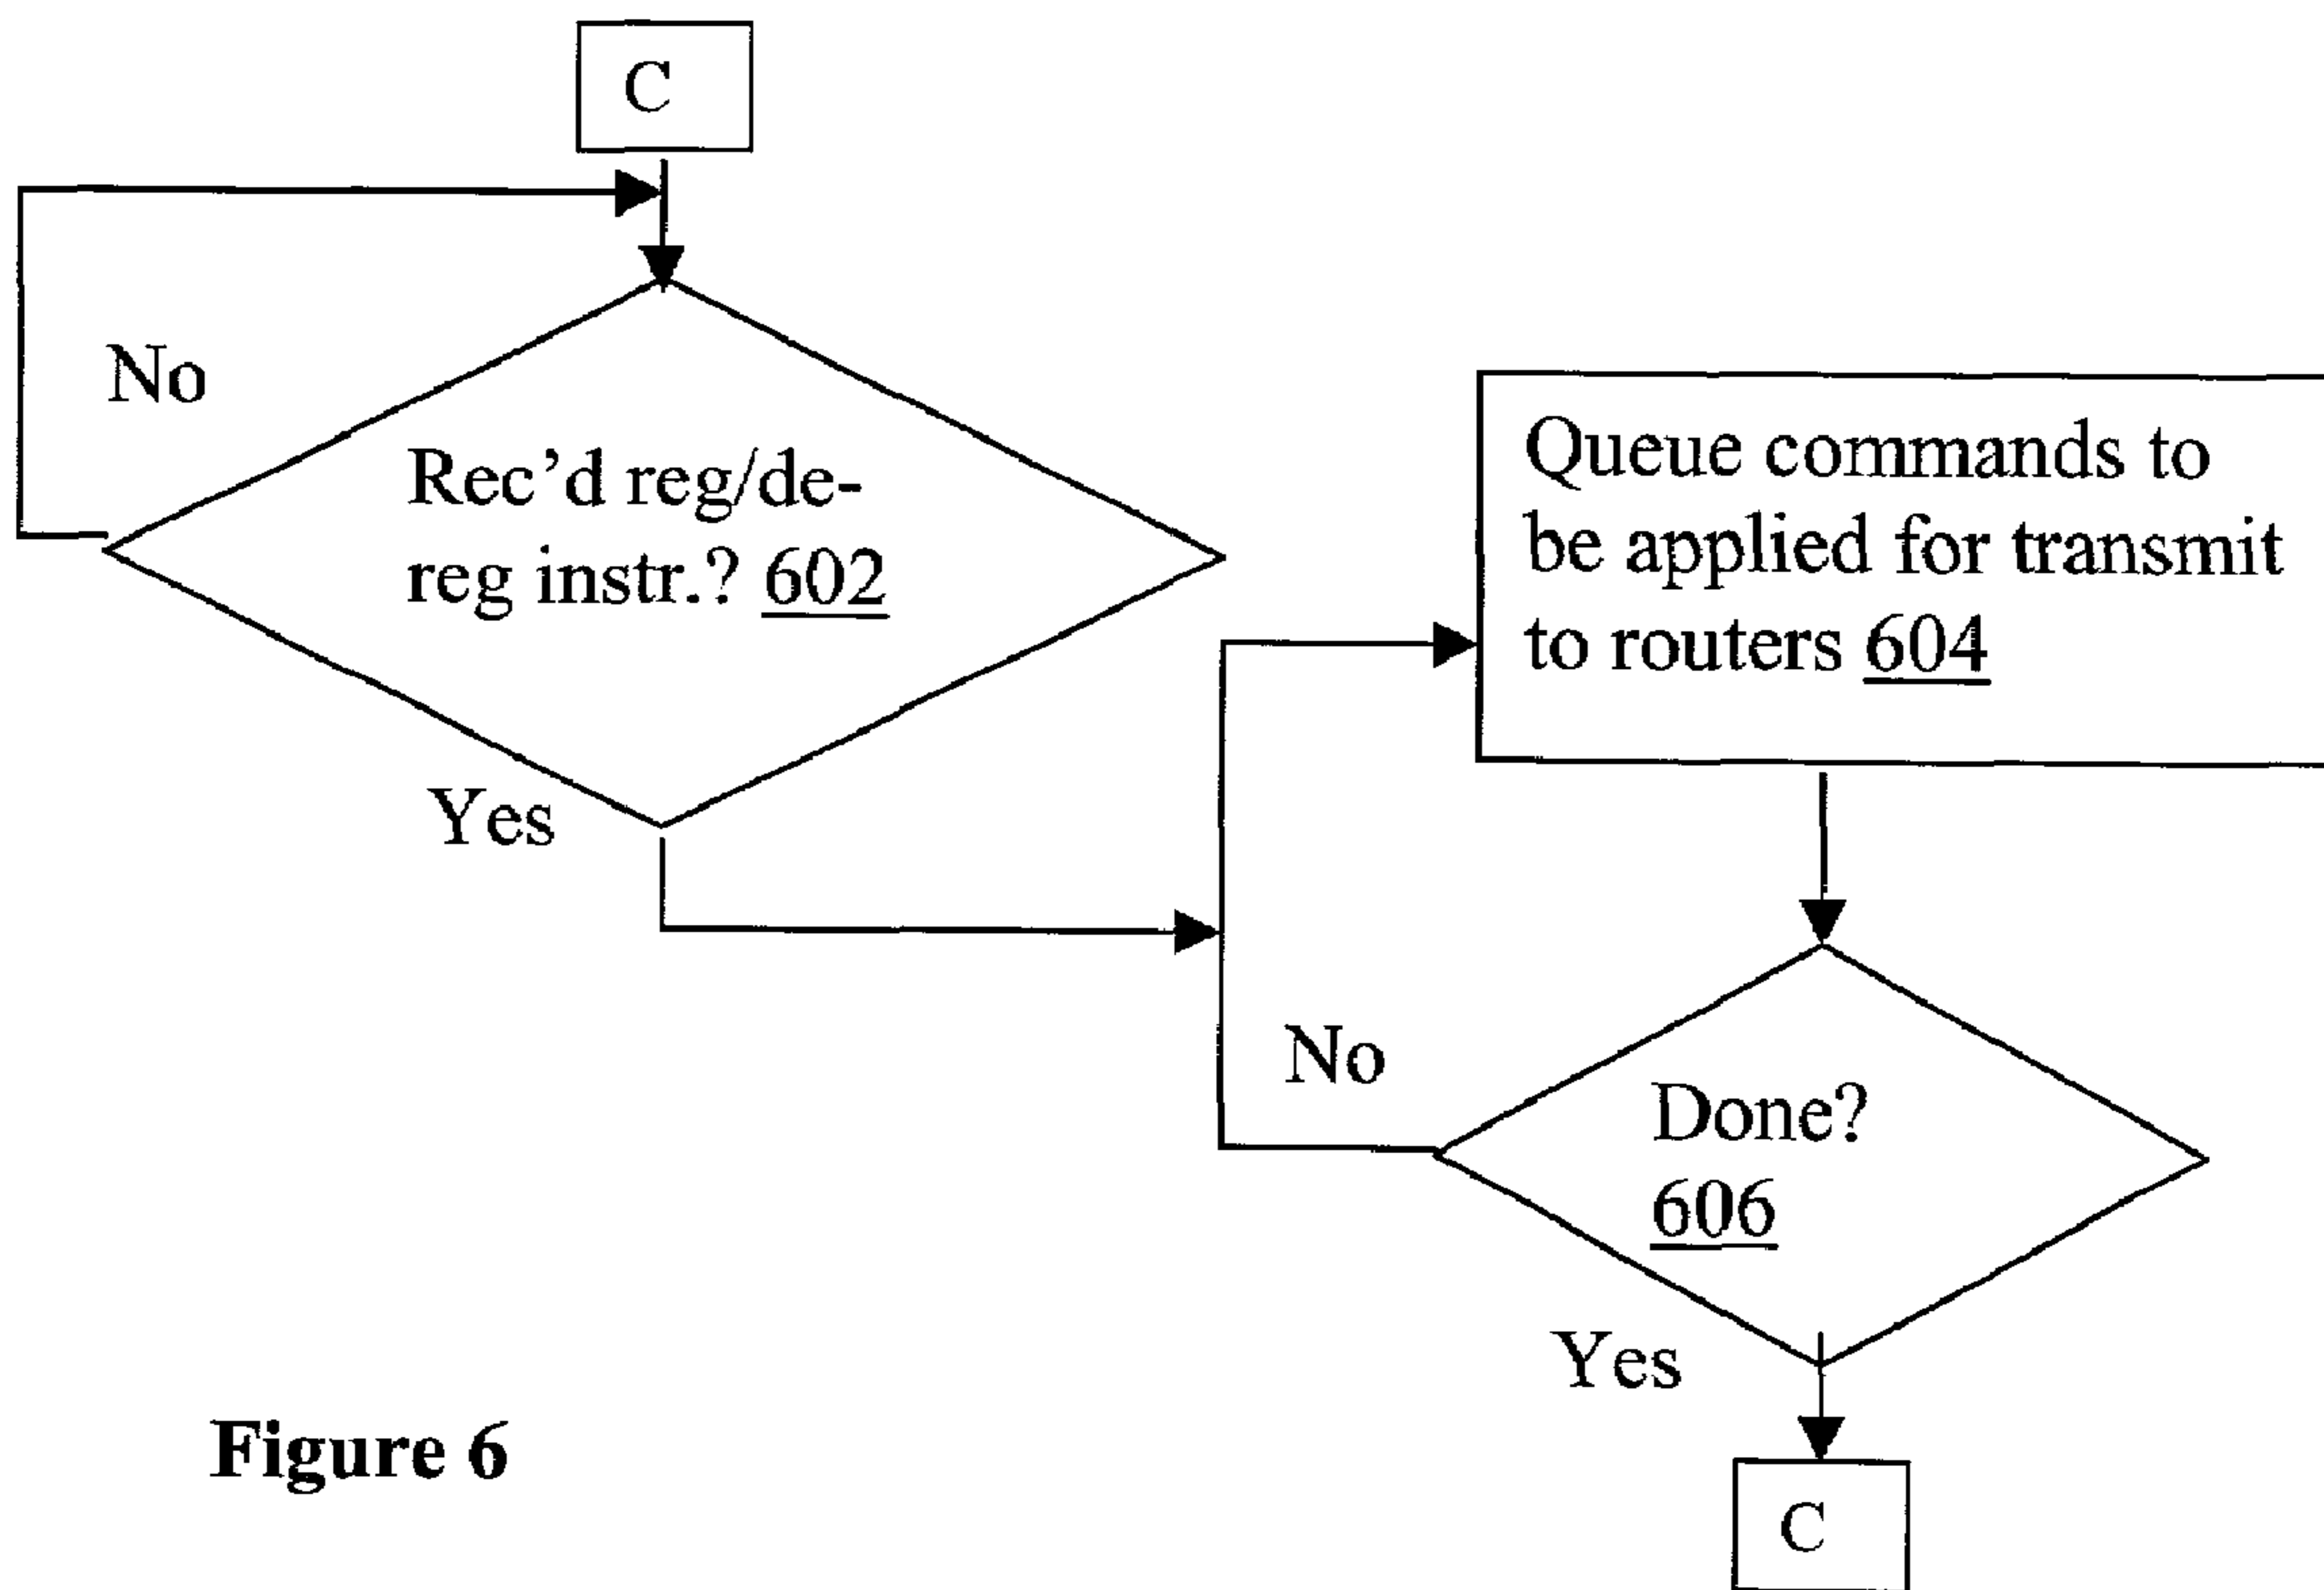 C
No
Rec’d reg/de-
reg instr.? 602
Yes
Queue commands to
be applied for transmit
to routers 604
No
Done?
606
Yes
C
Figure 6